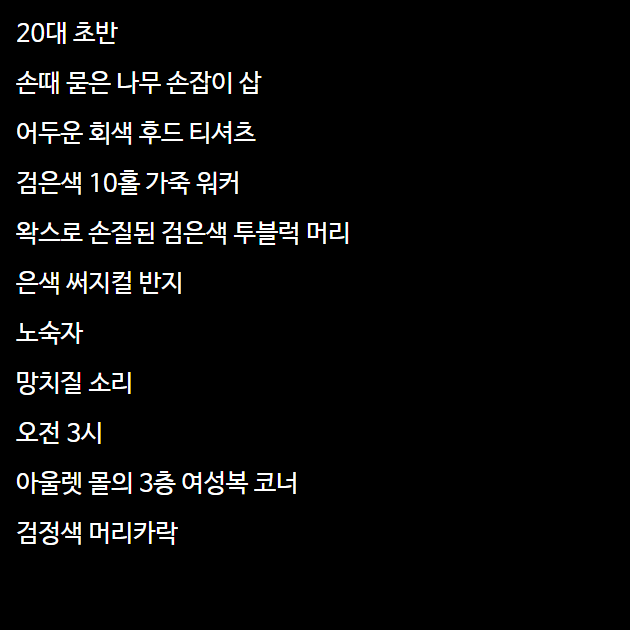 20대 초반
손때 묻은 나무 손잡이 삽
어두운 회색 후드 티셔츠
검은색 10홀 가죽 워커
왁스로 손질된 검은색 투블럭 머리
은색 써지컬 반지
노숙자
망치질 소리
오전 3시
아울렛 몰의 3층 여성복 코너
검정색 머리카락